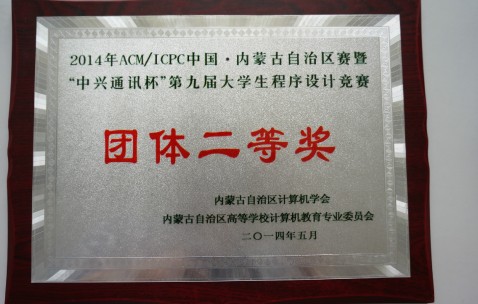 2014年ACM/ICPC中国·内蒙古自治区赛暨
“中兴通讯杯”第九届大学生程序设计竞赛
团体二等奖
内蒙古自治区计算机学会
内蒙古自治区高等学校计算机教育专业委员会
二〇一四年五月